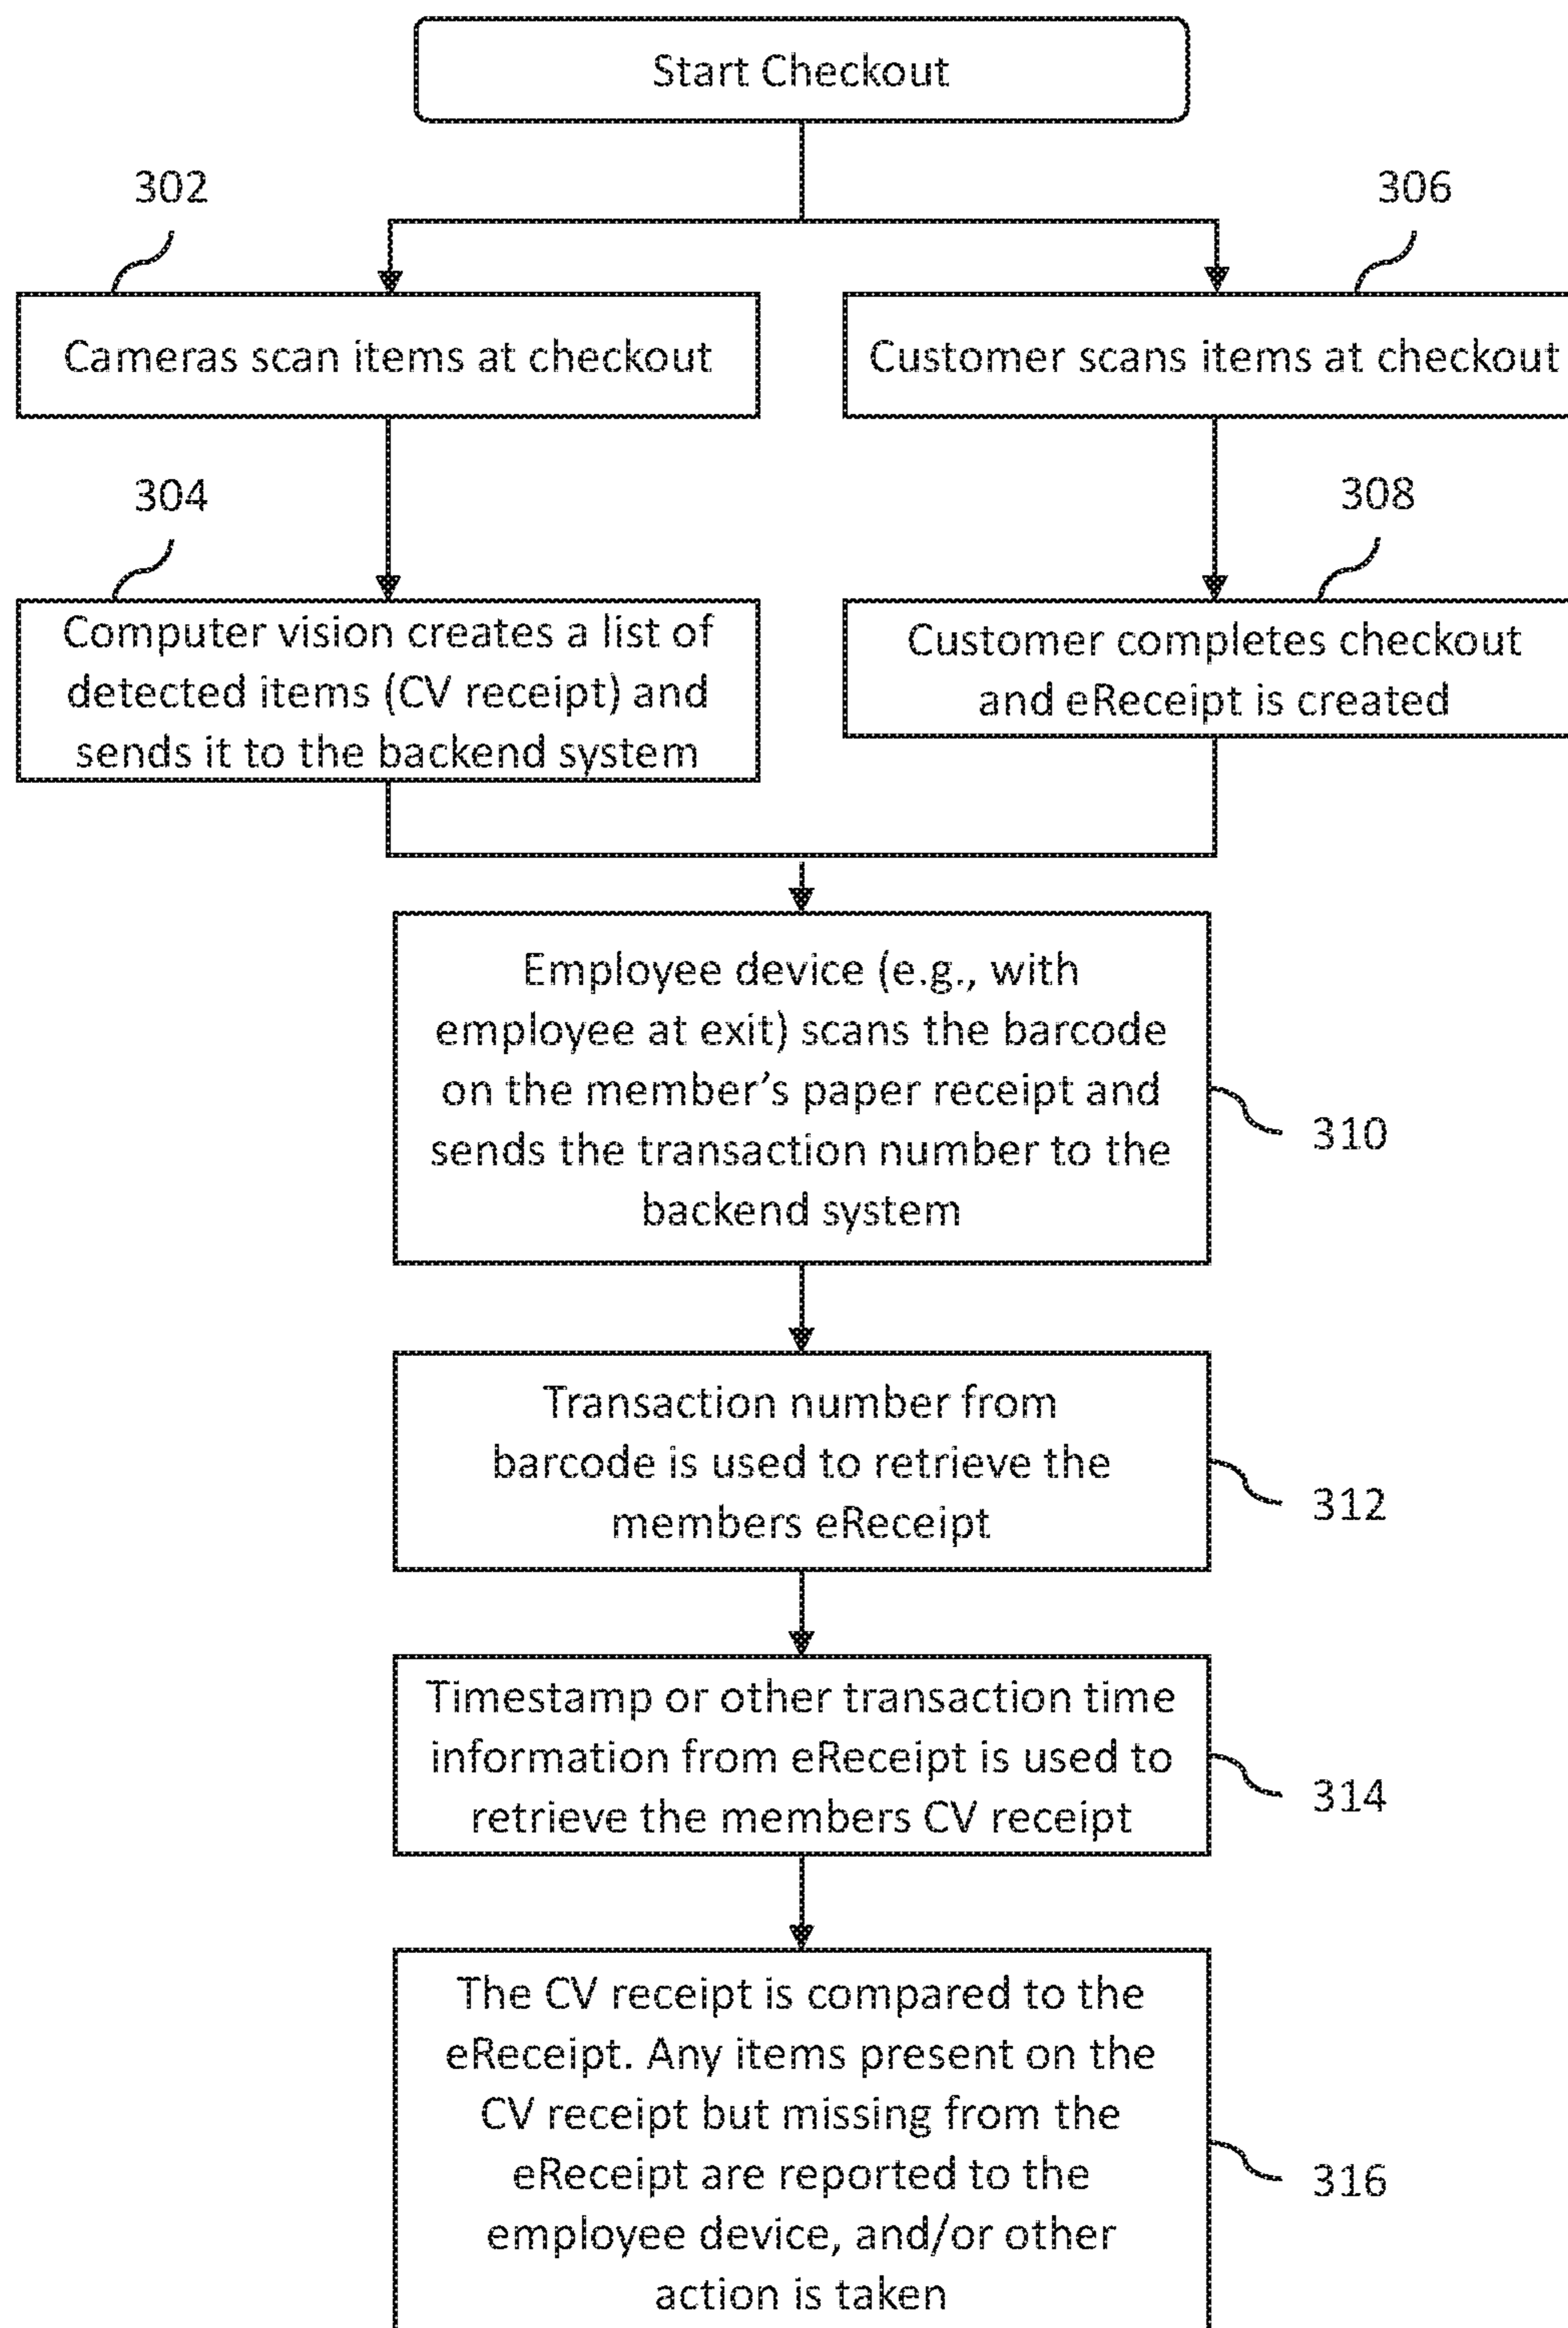 Start Checkout
302
306
Cameras scan items at checkout
Customer scans items at checkout
304
308
Computer vision creates a list of
detected items (CV receipt) and
sends it to the backend system
Customer completes checkout
and eReceipt is created
Employee device (e.g., with
employee at exit) scans the barcode
on the member’s paper receipt and
sends the transaction number to the
backend system
310
Transaction number from
barcode is used to retrieve the
members eReceipt
312
Timestamp or other transaction time
information from eReceipt is used to
retrieve the members CV receipt
314
The CV receipt is compared to the
eReceipt. Any items present on the
CV receipt but missing from the
eReceipt are reported to the
employee device, and/or other
action is taken
316